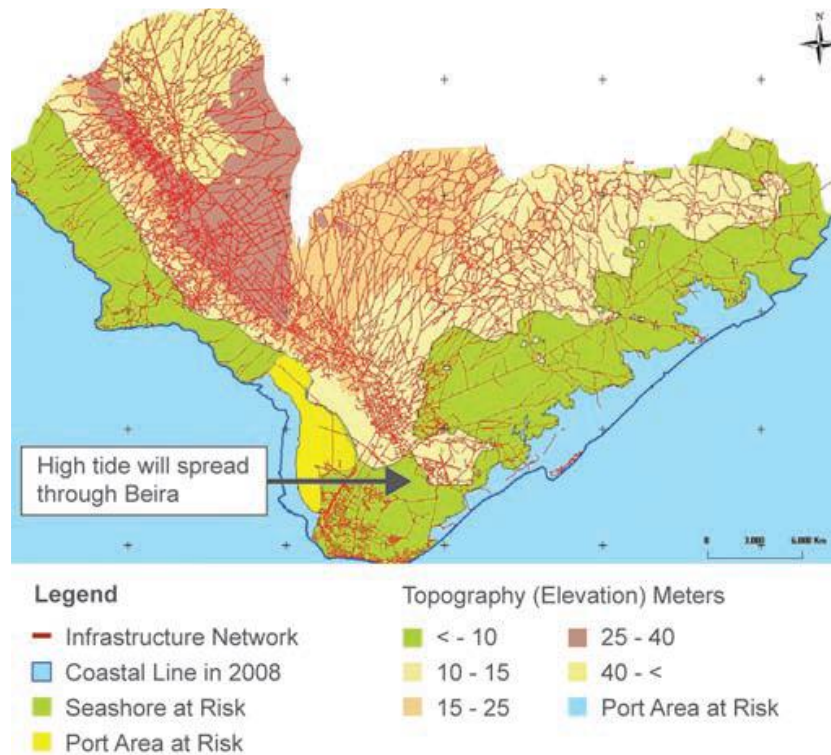 N
High tide will spread
through Beira
0 3.000 6.000 Km
Legend
Infrastructure Network
Coastal Line in 2008
Seashore at Risk
Port Area at Risk
Topography (Elevation) Meters
< - 10
10 - 15
15 - 25
25 - 40
40 - <
Port Area at Risk